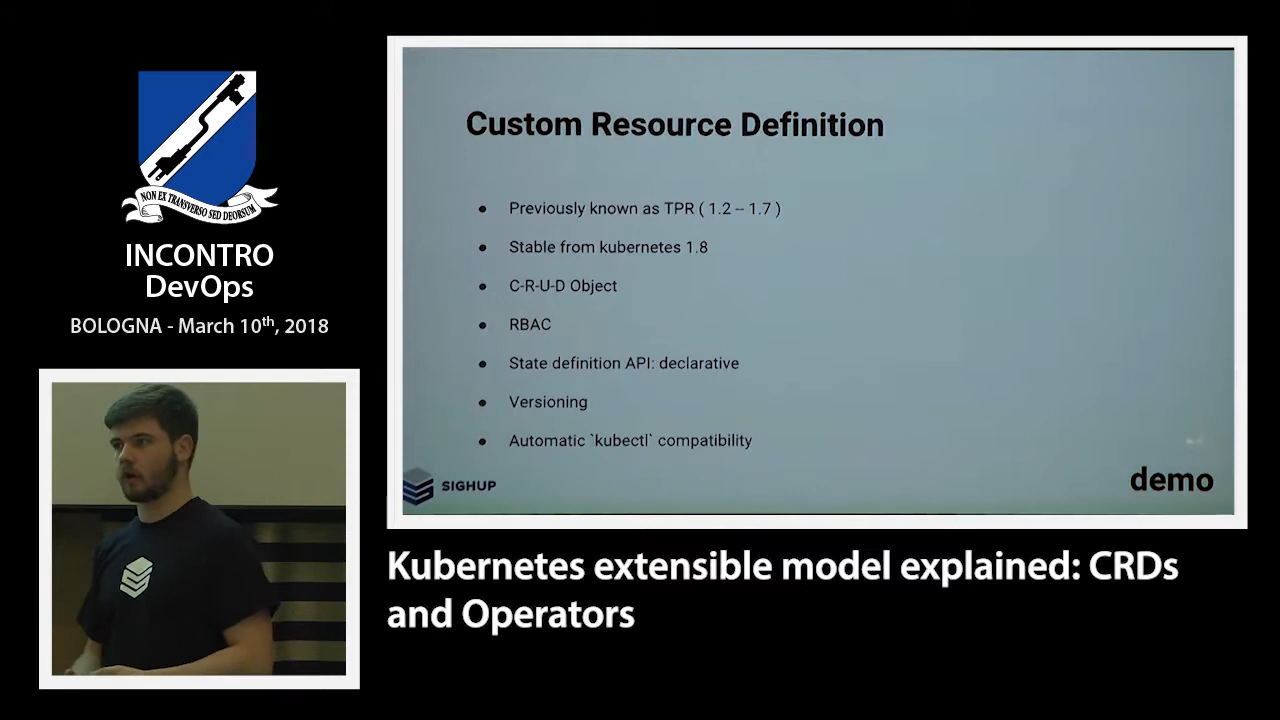 NON EX TRANSVERSO SED DEORSUM
INCONTRO
DevOps
BOLOGNA - March 10th, 2018
Custom Resource Definition
● Previously known as TPR ( 1.2 -- 1.7 )
● Stable from kubernetes 1.8
● C-R-U-D Object
● RBAC
● State definition API: declarative
● Versioning
● Automatic `kubectl` compatibility
SIGHUP
demo
Kubernetes extensible model explained: CRDs
and Operators